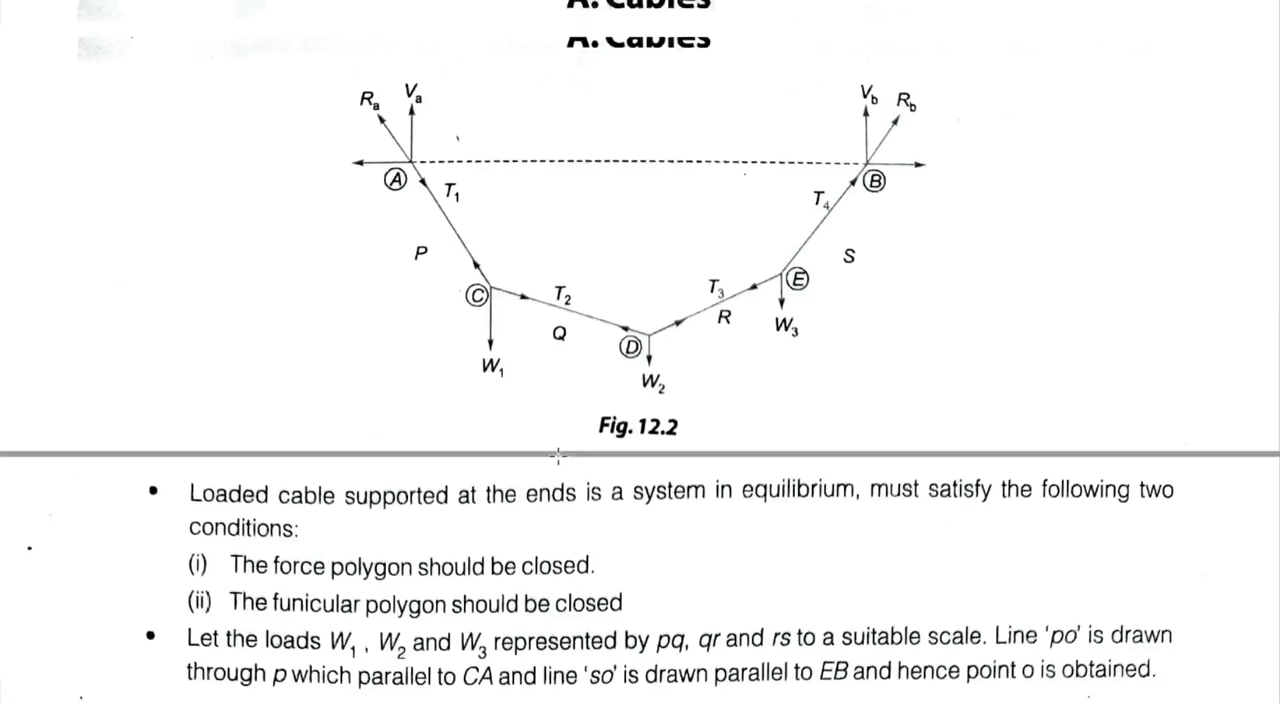 A. Cables
A. Cables
Rₐ Vₐ V_b R_b
A T₁ T₄ B
P S
C T₂ T₃ E
Q D R W₃
W₁ W₂
Fig. 12.2
• Loaded cable supported at the ends is a system in equilibrium, must satisfy the following two
conditions:
(i) The force polygon should be closed.
(ii) The funicular polygon should be closed
• Let the loads W₁, W₂ and W₃ represented by pq, qr and rs to a suitable scale. Line 'po' is drawn
through p which parallel to CA and line 'so' is drawn parallel to EB and hence point o is obtained.